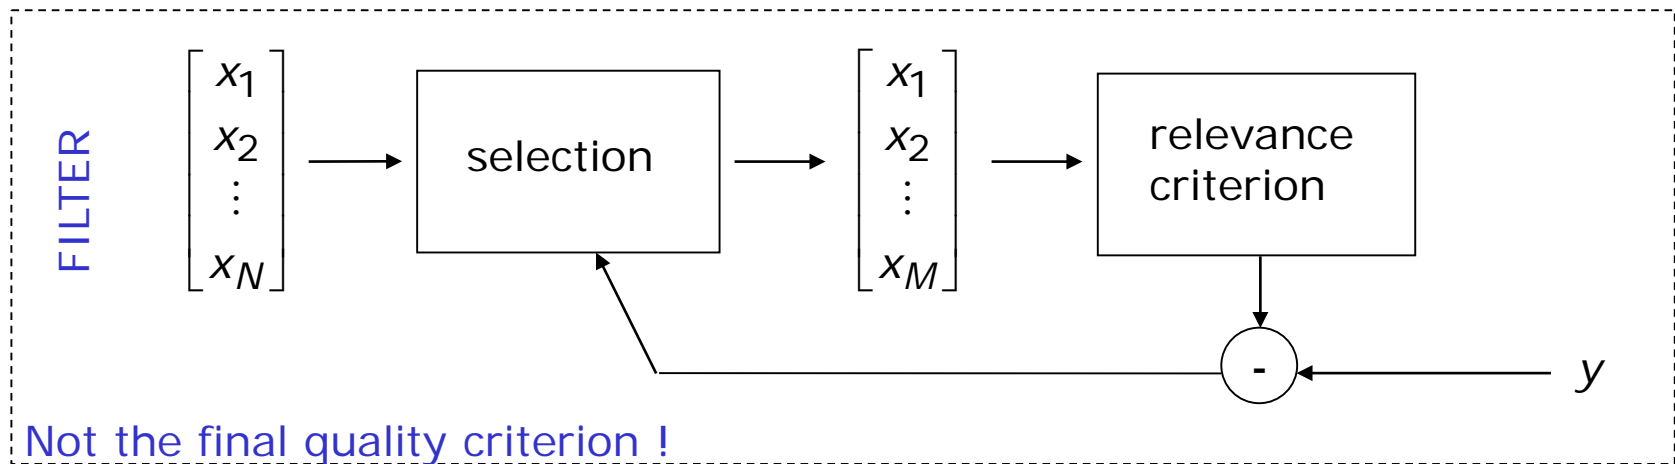 FILTER
x1
x2
⋮
xN
selection
x1
x2
⋮
xM
relevance
criterion
-
y
Not the final quality criterion !